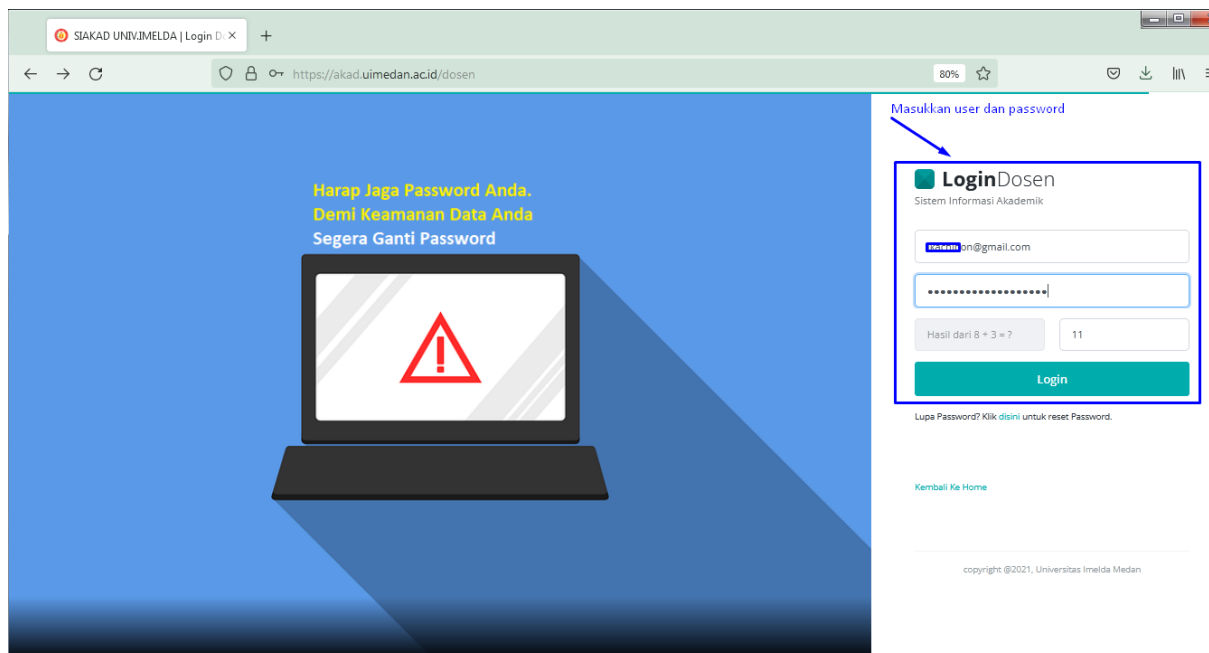 SIAKAD UNIV.IMELDA | Login D
https://akad.uimedan.ac.id/dosen
80%
Masukkan user dan password
LoginDosen
Sistem Informasi Akademik
on@gmail.com
Hasil dari 8 + 3 = ?
11
Login
Lupa Password? Klik disini untuk reset Password.
Kembali Ke Home
copyright @2021, Universitas Imelda Medan
Harap Jaga Password Anda.
Demi Keamanan Data Anda
Segera Ganti Password